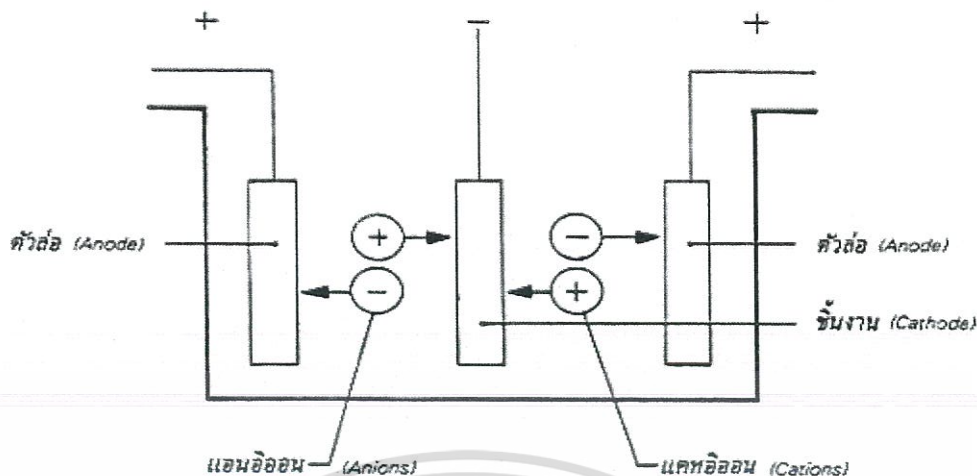 + − +
ตัวล่อ (Anode)
+
−
−
+
ตัวล่อ (Anode)
ชิ้นงาน (Cathode)
แอนอิออน (Anions)
แคทอิออน (Cations)